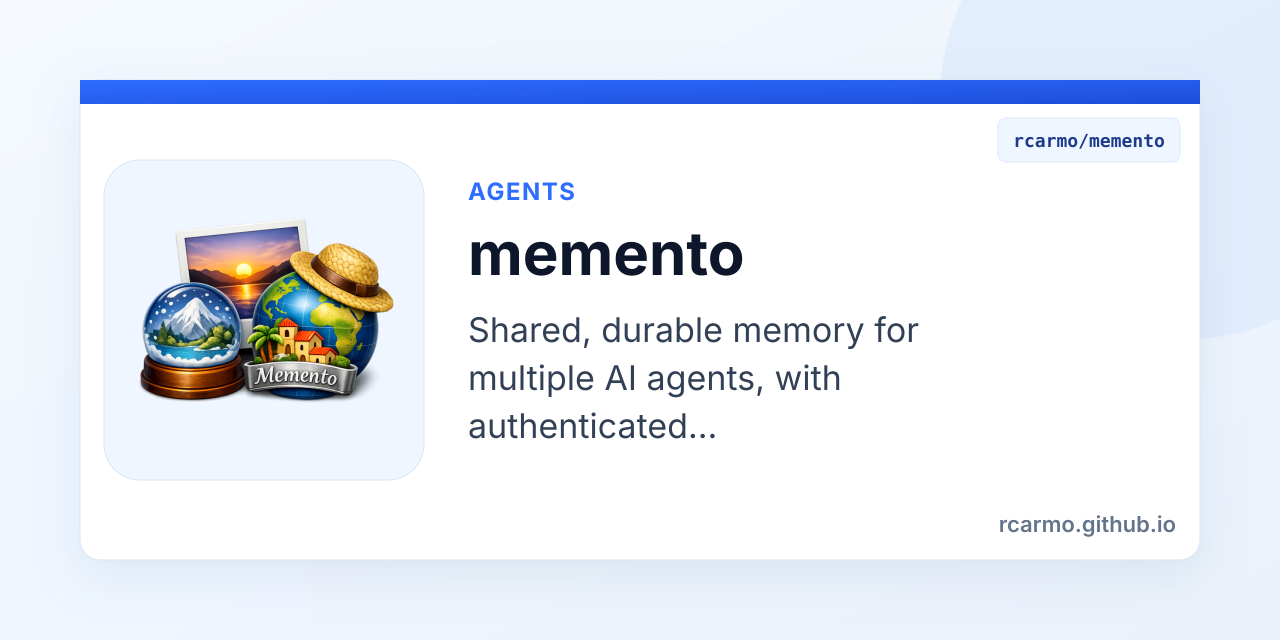 rcarmo/memento
AGENTS
memento
Shared, durable memory for
multiple AI agents, with
authenticated...
Memento
rcarmo.github.io